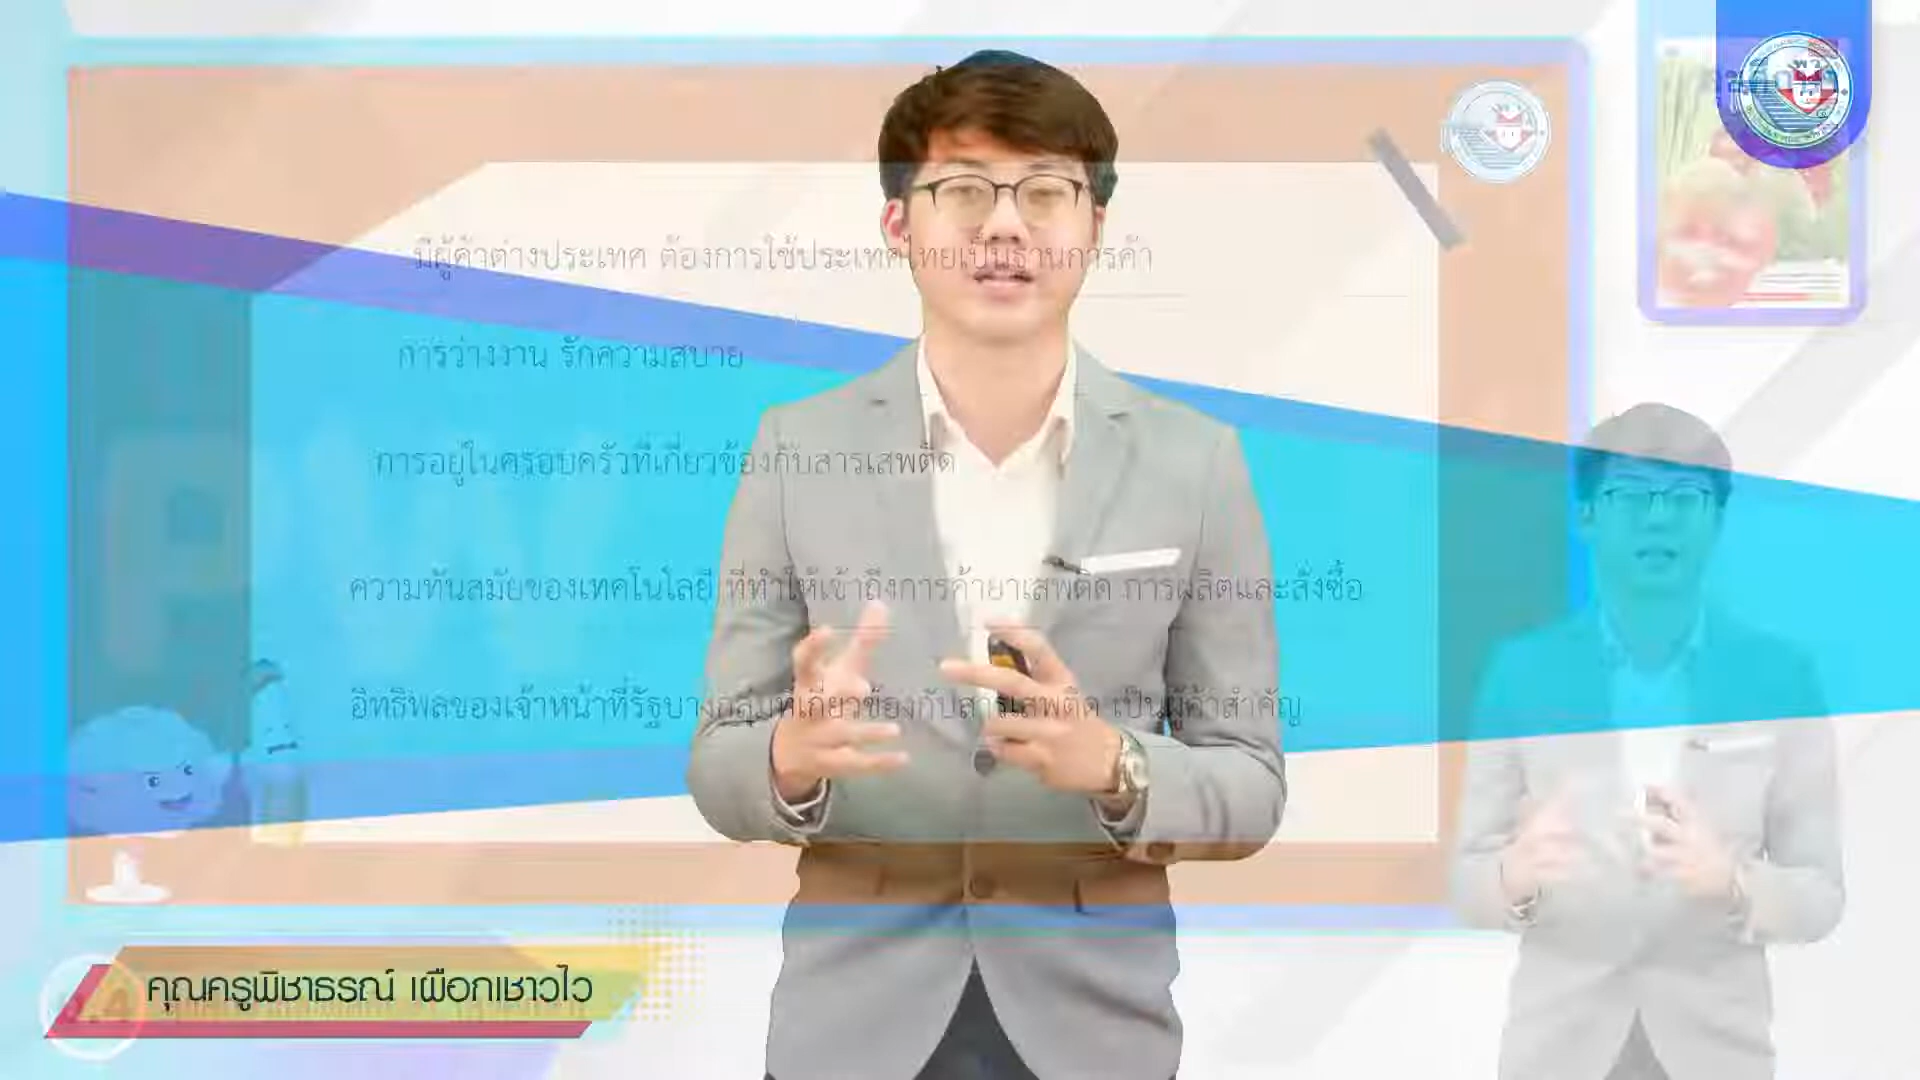 มีผู้ค้าต่างประเทศ ต้องการใช้ประเทศไทยเป็นฐานการค้า
การว่างงาน รักความสบาย
การอยู่ในครอบครัวที่เกี่ยวข้องกับสารเสพติด
ความทันสมัยของเทคโนโลยี ที่ทำให้เข้าถึงการค้ายาเสพติด การผลิตและสั่งซื้อ
อิทธิพลของเจ้าหน้าที่รัฐบางกลุ่มที่เกี่ยวข้องกับสารเสพติด เป็นผู้ค้าสำคัญ
คุณครูพิชาธรณ์ เผือกเชาวไว